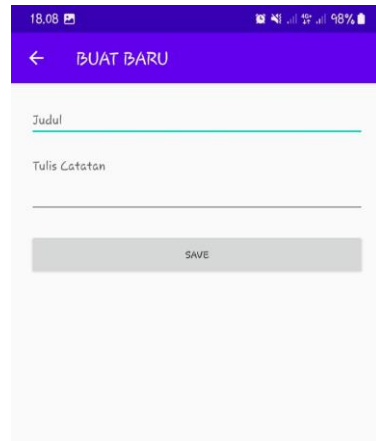 18.08 98%
BUAT BARU
Judul
Tulis Catatan
SAVE